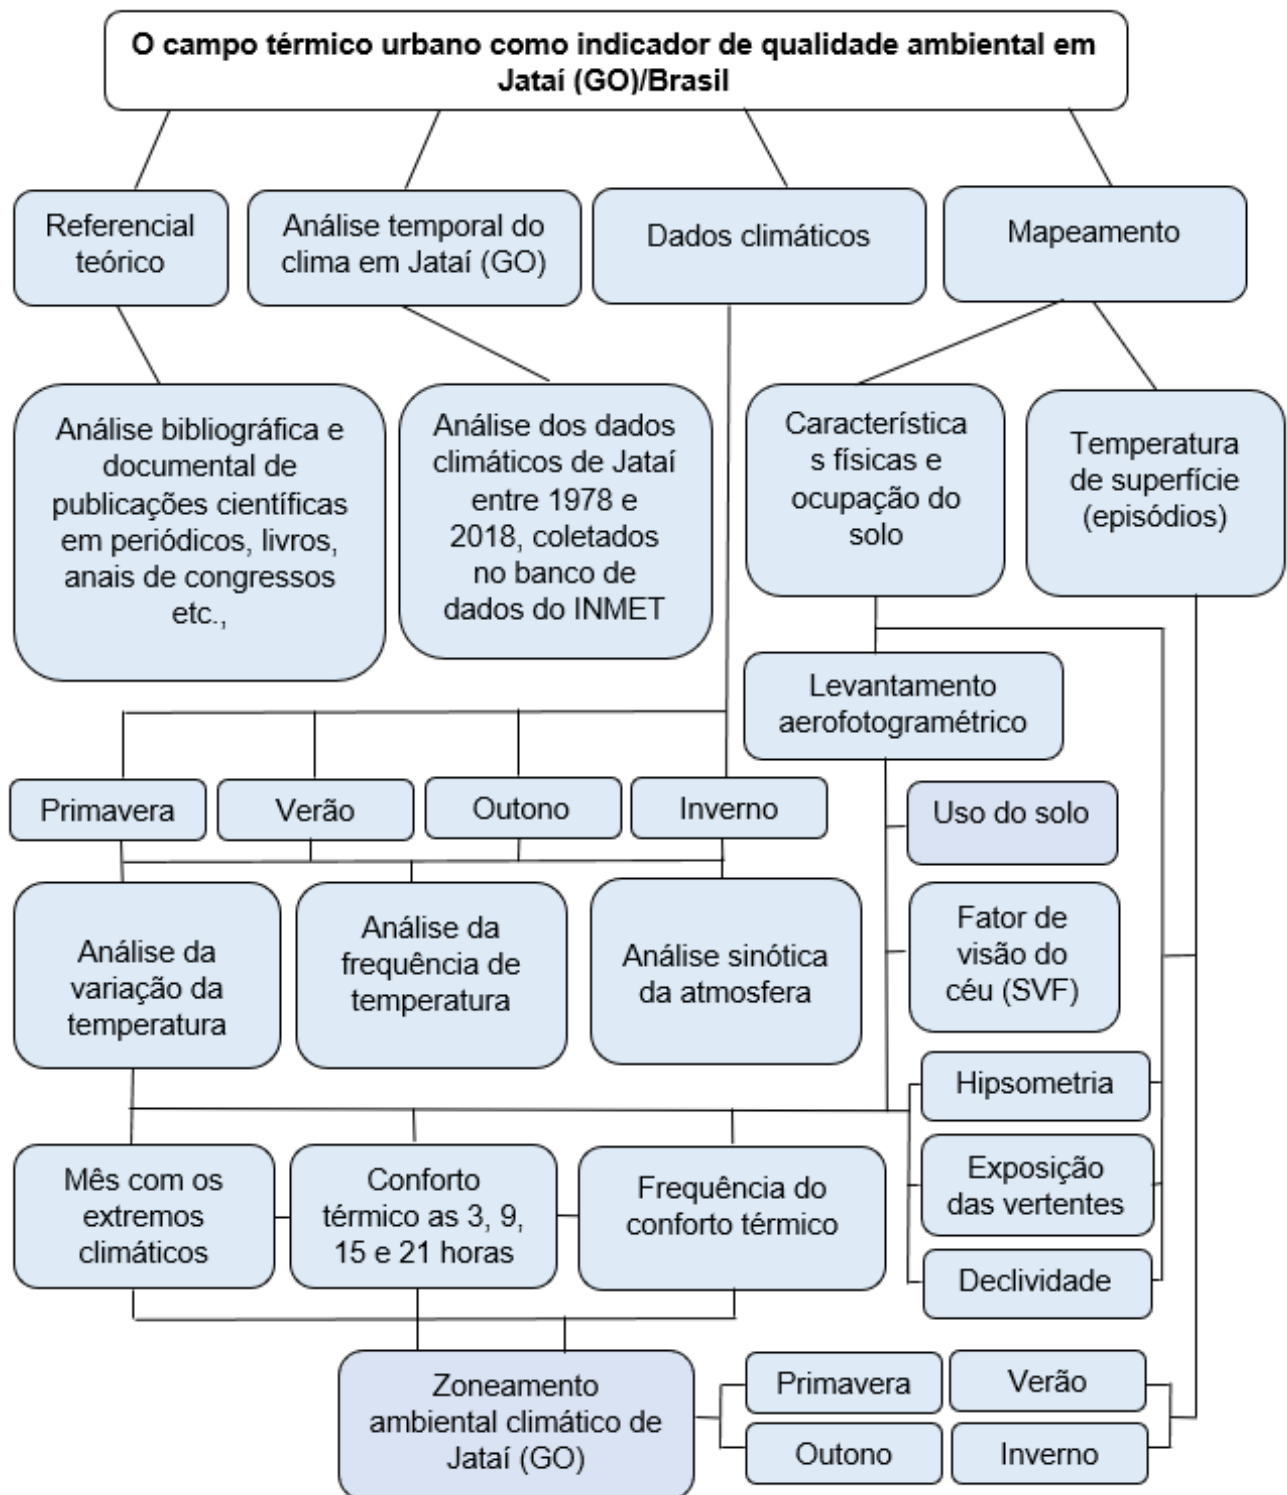 O campo térmico urbano como indicador de qualidade ambiental em
Jataí (GO)/Brasil
Referencial
teórico
Análise temporal do
clima em Jataí (GO)
Dados climáticos
Mapeamento
Análise bibliográfica e
documental de
publicações científicas
em periódicos, livros,
anais de congressos
etc.,
Análise dos dados
climáticos de Jataí
entre 1978 e
2018, coletados
no banco de
dados do INMET
Característica
s físicas e
ocupação do
solo
Temperatura
de superfície
(episódios)
Levantamento
aerofotogramétrico
Primavera
Verão
Outono
Inverno
Uso do solo
Fator de
visão do
céu (SVF)
Análise da
variação da
temperatura
Análise da
frequência de
temperatura
Análise sinótica
da atmosfera
Hipsometria
Exposição
das vertentes
Declividade
Mês com os
extremos
climáticos
Conforto
térmico as 3, 9,
15 e 21 horas
Frequência do
conforto térmico
Zoneamento
ambiental climático de
Jataí (GO)
Primavera
Verão
Outono
Inverno